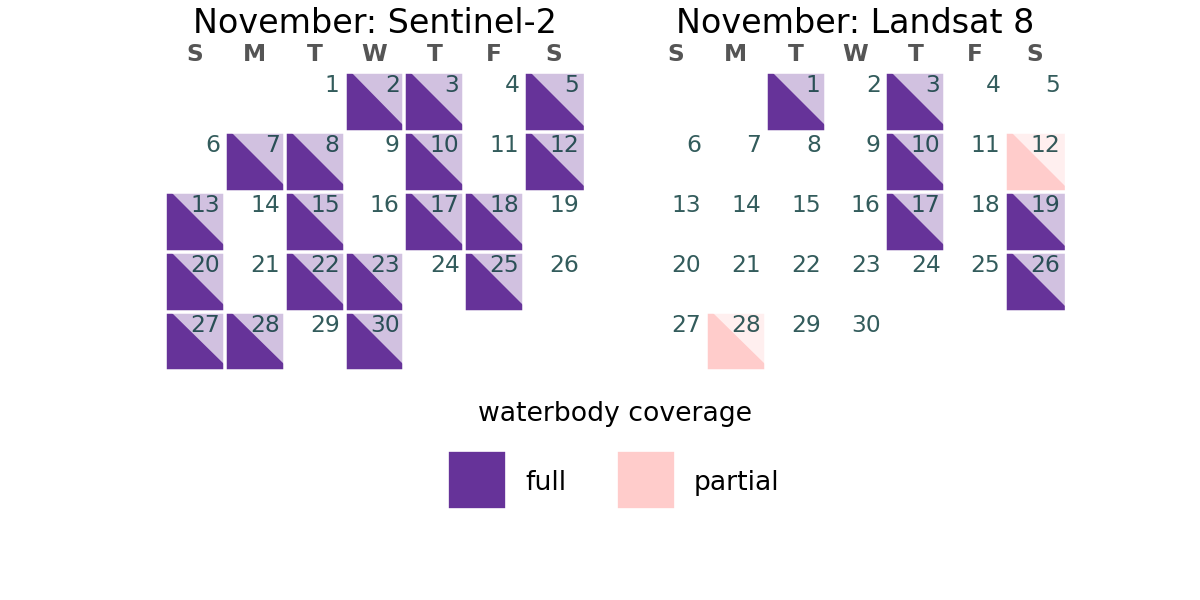 November: Sentinel-2
S M T W T F S
1 2 3 4 5
6 7 8 9 10 11 12
13 14 15 16 17 18 19
20 21 22 23 24 25 26
27 28 29 30
November: Landsat 8
S M T W T F S
1 2 3 4 5
6 7 8 9 10 11 12
13 14 15 16 17 18 19
20 21 22 23 24 25 26
27 28 29 30
waterbody coverage
full partial